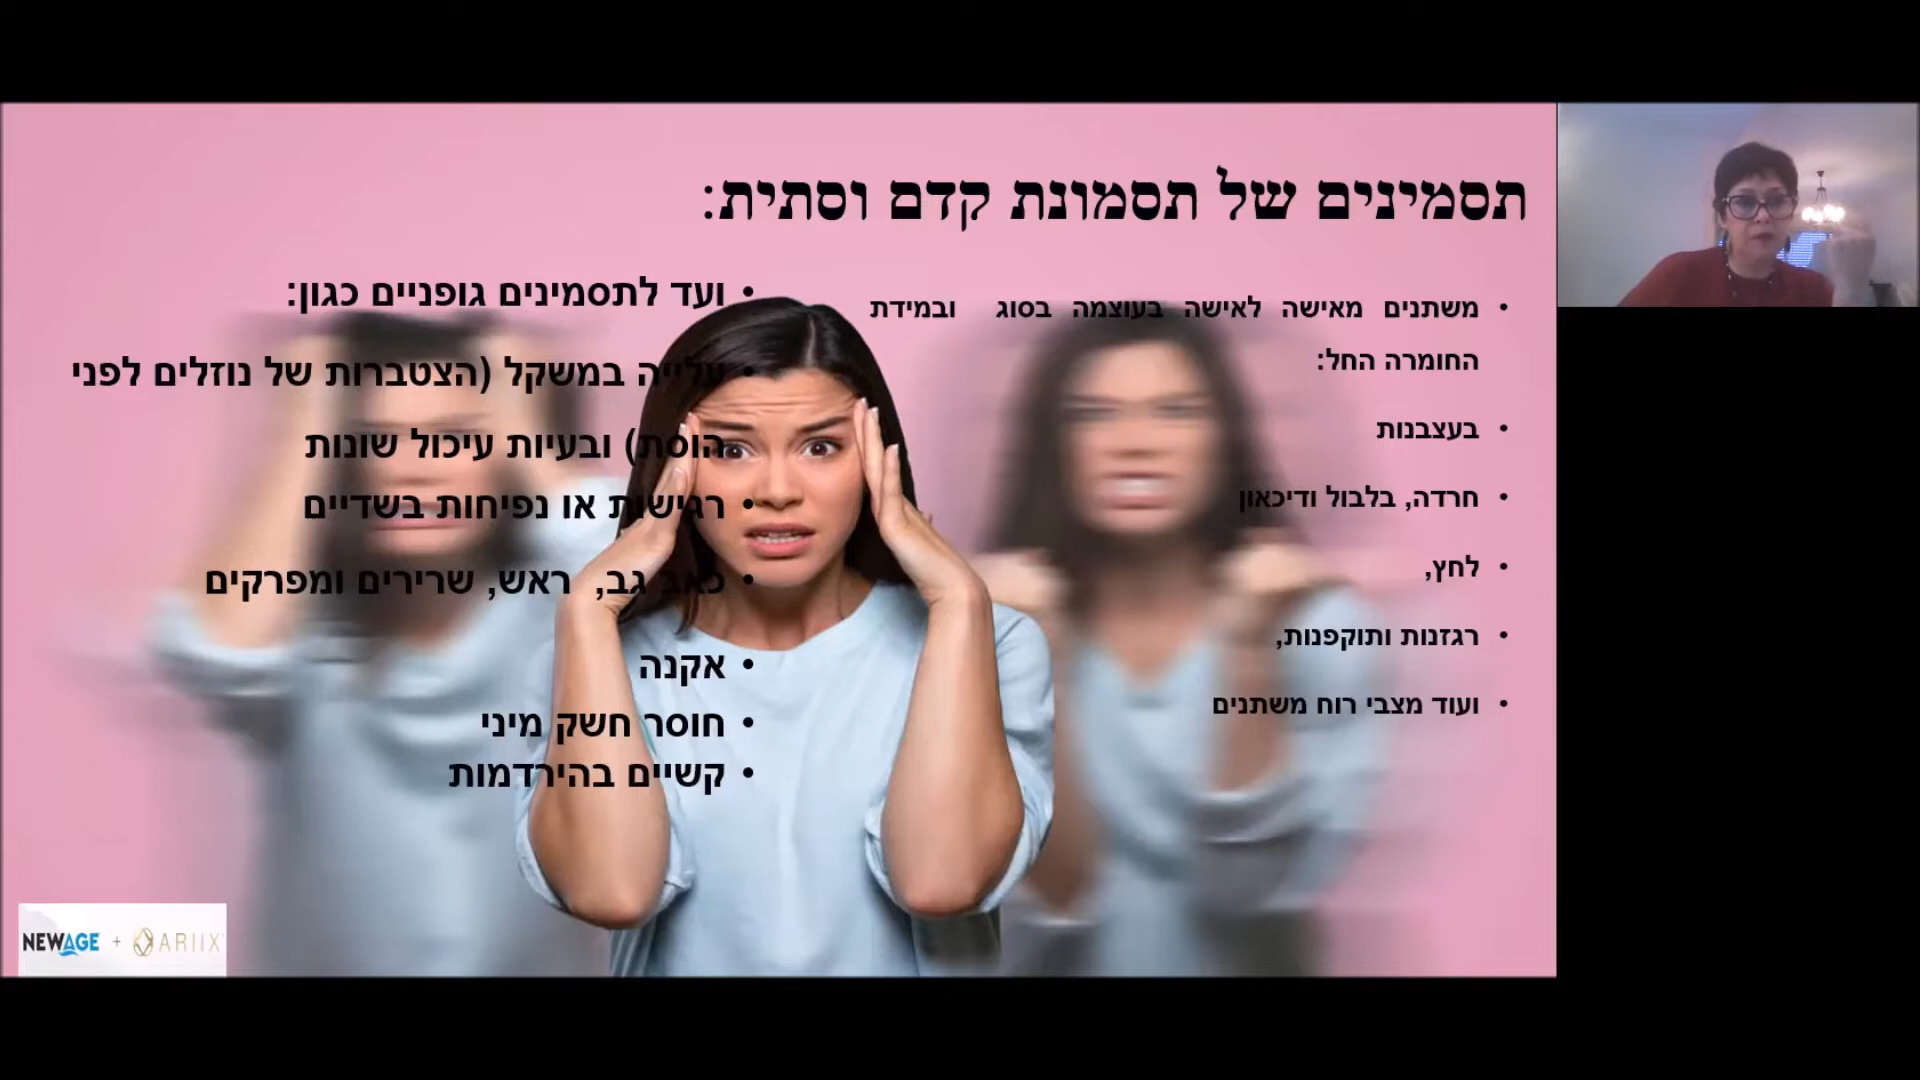 תסמינים של תסמונת קדם וסתית:
• משתנים מאישה לאישה בעוצמה בסוג ובמידת
החומרה החל:
• בעצבנות
• חרדה, בלבול ודיכאון
• לחץ,
• רגזנות ותוקפנות,
• ועוד מצבי רוח משתנים
• ועד לתסמינים גופניים כגון:
• עלייה במשקל (הצטברות של נוזלים לפני
הוסת) ובעיות עיכול שונות
• רגישות או נפיחות בשדיים
• כאב גב, ראש, שרירים ומפרקים
• אקנה
• חוסר חשק מיני
• קשיים בהירדמות
NEWAGE + ARIIX